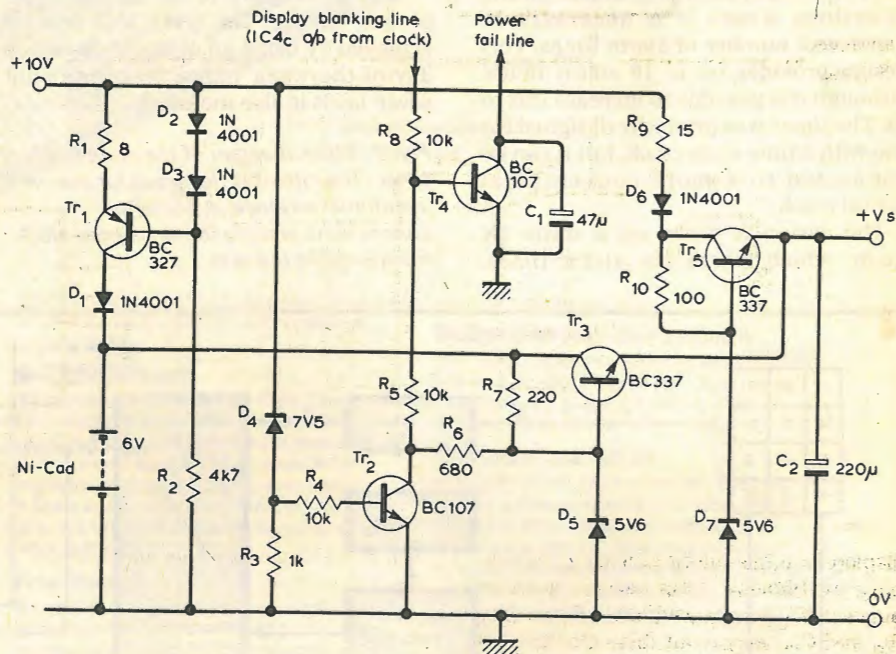 Display blanking line
(IC4c o/p from clock)
Power
fail line
+10V
D2
1N
4001
R1
8
D3
1N
4001
R8
10k
Tr4
BC
107
C1
47µ
R9
15
D6
1N4001
+Vs
Tr5
BC
337
R10
100
Tr1
BC
327
D1
1N4001
Tr3
BC337
6V
Ni-Cad
R2
4k7
D4
7V5
R5
10k
R7
220
R6
680
Tr2
R4
10k
BC107
R3
1k
D5
5V6
D7
5V6
C2
220µ
0V